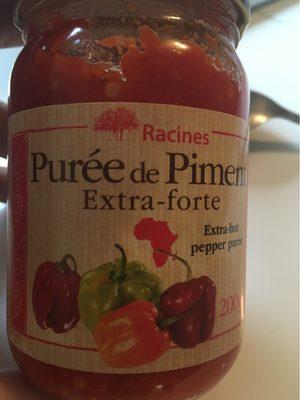 Racines
Purée de Piment
Extra-forte
Extra-hot
pepper purée
200